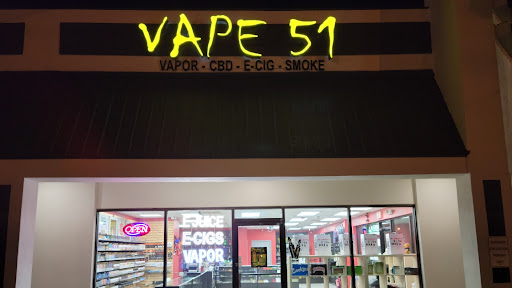 VAPE 51
VAPOR - CBD - E-CIG - SMOKE
OPEN
E-JUICE
E-CIGS
VAPOR